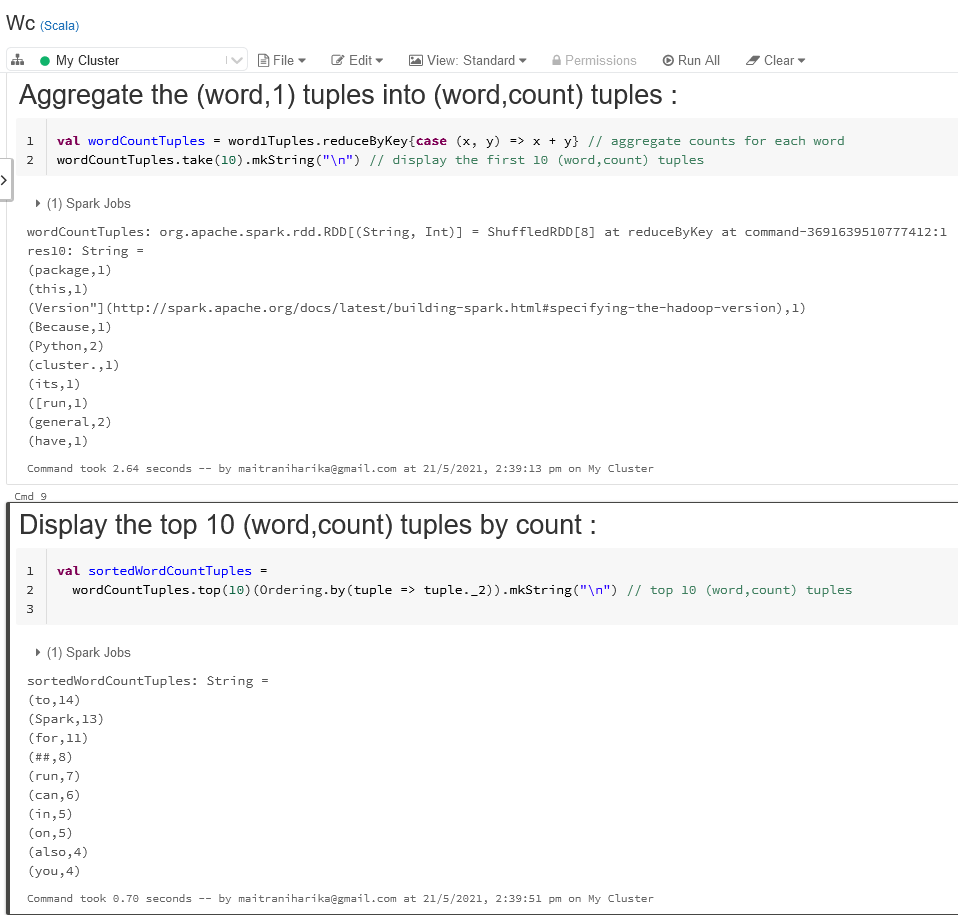 Wc (Scala)
My Cluster File Edit View: Standard Permissions Run All Clear
Aggregate the (word,1) tuples into (word,count) tuples :
1 val wordCountTuples = word1Tuples.reduceByKey{case (x, y) => x + y} // aggregate counts for each word
2 wordCountTuples.take(10).mkString("\n") // display the first 10 (word,count) tuples
(1) Spark Jobs
wordCountTuples: org.apache.spark.rdd.RDD[(String, Int)] = ShuffledRDD[8] at reduceByKey at command-3691639510777412:1
res10: String =
(package,1)
(this,1)
(Version"](http://spark.apache.org/docs/latest/building-spark.html#specifying-the-hadoop-version),1)
(Because,1)
(Python,2)
(cluster.,1)
(its,1)
([run,1)
(general,2)
(have,1)
Command took 2.64 seconds -- by maitraniharika@gmail.com at 21/5/2021, 2:39:13 pm on My Cluster
Cmd 9
Display the top 10 (word,count) tuples by count :
1 val sortedWordCountTuples =
2 wordCountTuples.top(10)(Ordering.by(tuple => tuple._2)).mkString("\n") // top 10 (word,count) tuples
3
(1) Spark Jobs
sortedWordCountTuples: String =
(to,14)
(Spark,13)
(for,11)
(##,8)
(run,7)
(can,6)
(in,5)
(on,5)
(also,4)
(you,4)
Command took 0.70 seconds -- by maitraniharika@gmail.com at 21/5/2021, 2:39:51 pm on My Cluster